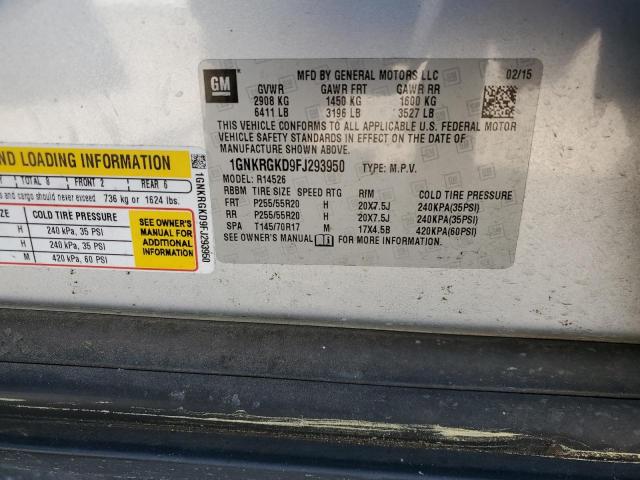 GM
MFD BY GENERAL MOTORS LLC 02/15
GVWR GAWR FRT GAWR RR
2908 KG 1450 KG 1600 KG
6411 LB 3196 LB 3527 LB
THIS VEHICLE CONFORMS TO ALL APPLICABLE U.S. FEDERAL MOTOR
VEHICLE SAFETY STANDARDS IN EFFECT ON THE DATE OF
MANUFACTURE SHOWN ABOVE.
1GNKRGKD9FJ293950 TYPE: M.P.V.
MODEL: R14526
RBBM TIRE SIZE SPEED RTG RIM COLD TIRE PRESSURE
FRT P255/55R20 H 20X7.5J 240KPA(35PSI)
RR P255/55R20 H 20X7.5J 240KPA(35PSI)
SPA T145/70R17 M 17X4.5B 420KPA(60PSI)
SEE OWNER'S MANUAL FOR MORE INFORMATION.
ND LOADING INFORMATION
TOTAL 8 FRONT 2 REAR 6
and cargo should never exceed 736 kg or 1624 lbs.
SIZE COLD TIRE PRESSURE
H 240 kPa, 35 PSI
H 240 kPa, 35 PSI
M 420 kPa, 60 PSI
SEE OWNER'S
MANUAL FOR
ADDITIONAL
INFORMATION
1GNKRGKD9FJ293950